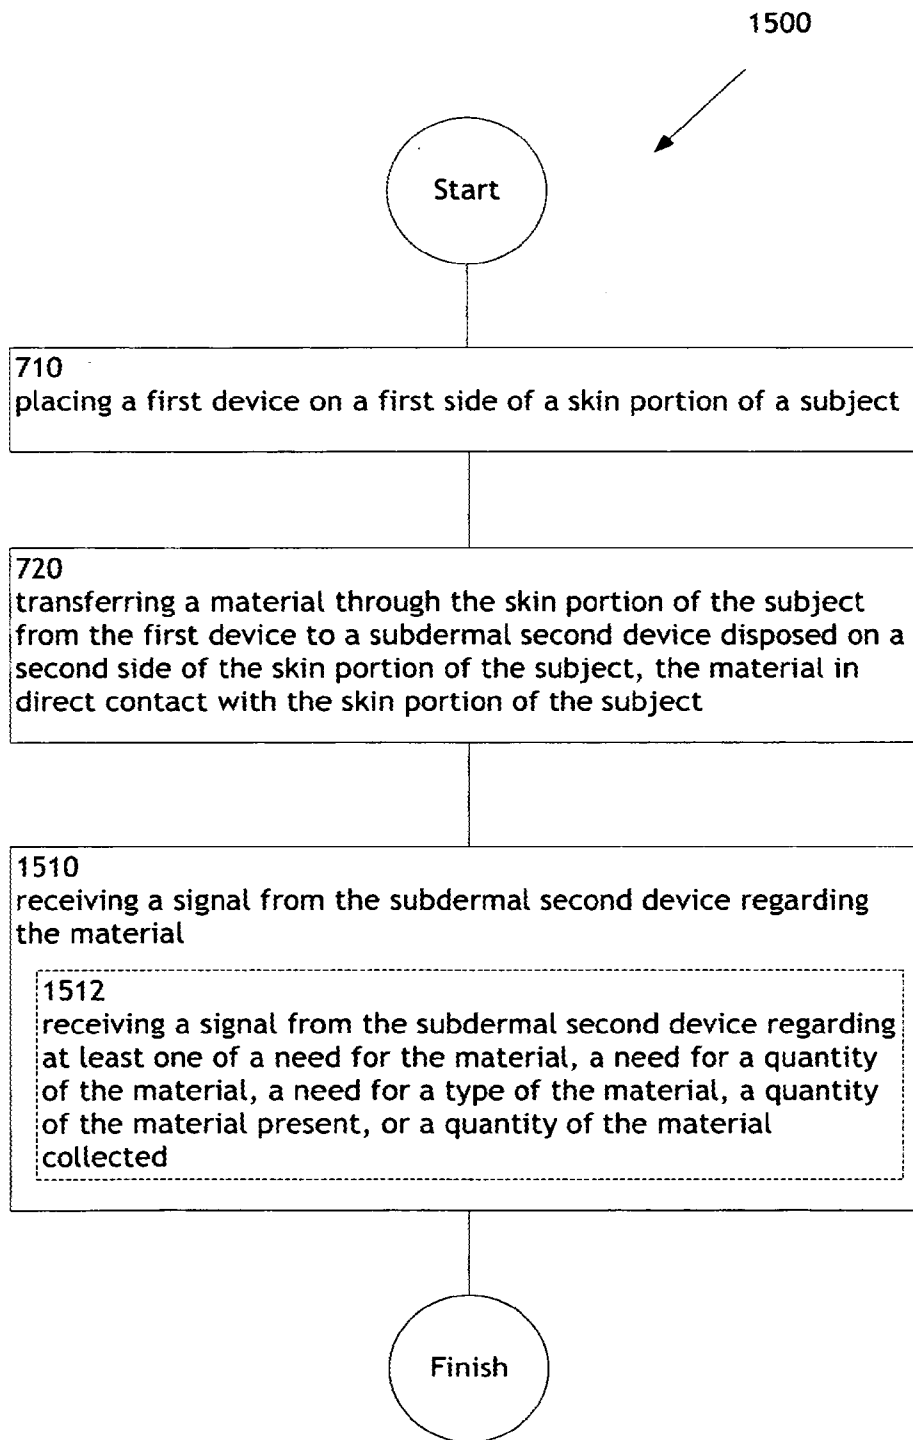 1500
Start
710
placing a first device on a first side of a skin portion of a subject
720
transferring a material through the skin portion of the subject
from the first device to a subdermal second device disposed on a
second side of the skin portion of the subject, the material in
direct contact with the skin portion of the subject
1510
receiving a signal from the subdermal second device regarding
the material
1512
receiving a signal from the subdermal second device regarding
at least one of a need for the material, a need for a quantity
of the material, a need for a type of the material, a quantity
of the material present, or a quantity of the material
collected
Finish